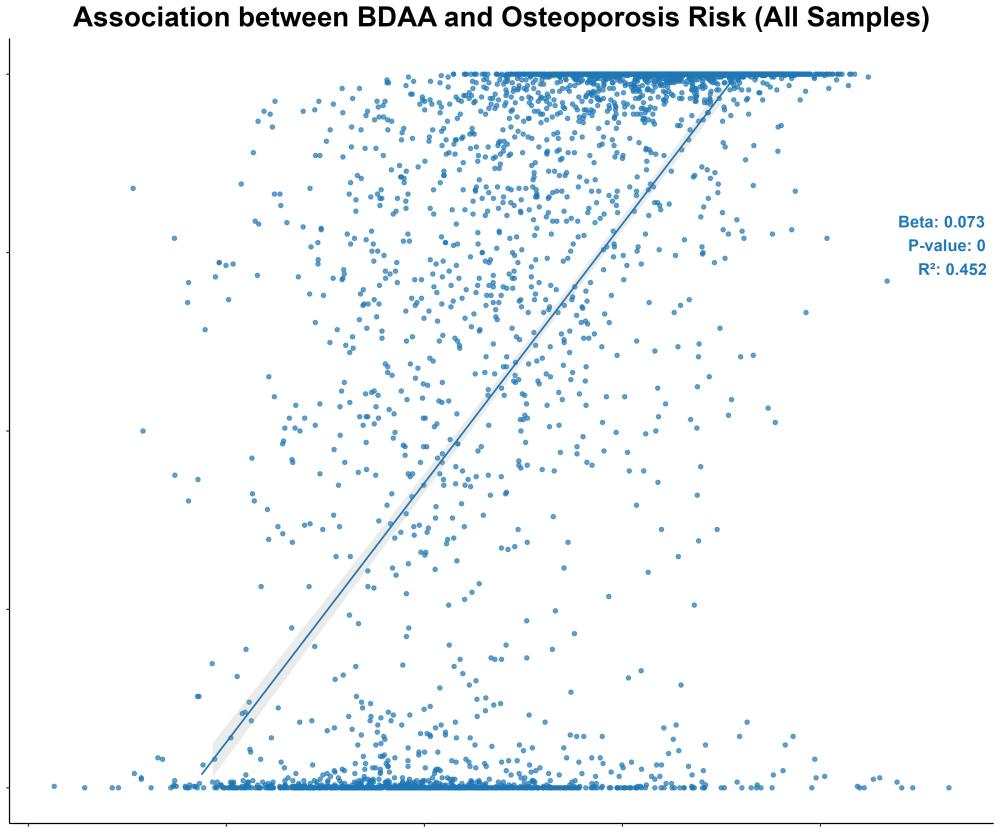 Association between BDAA and Osteoporosis Risk (All Samples)
Beta: 0.073
P-value: 0
R²: 0.452